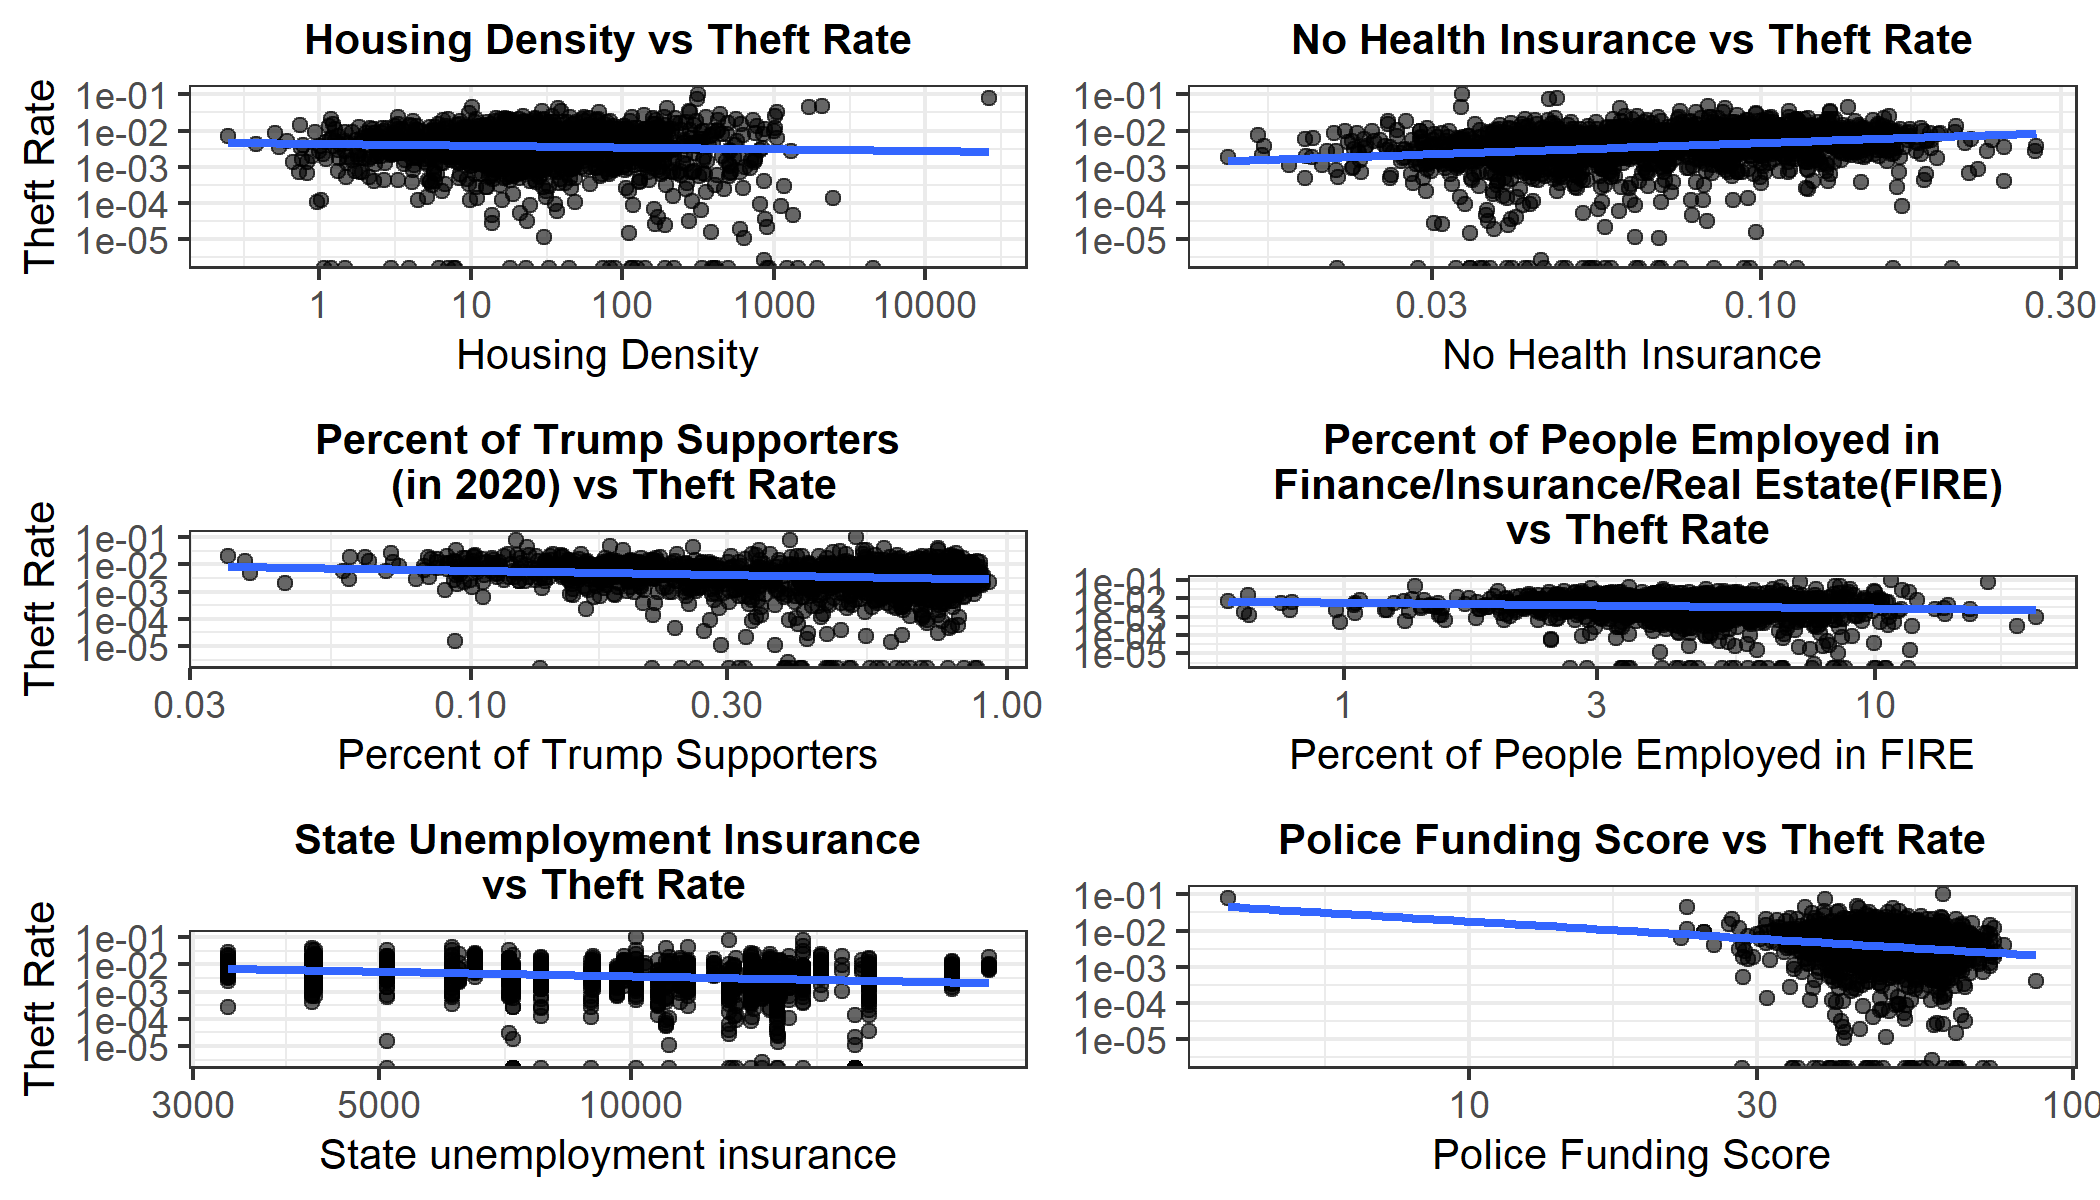 Housing Density vs Theft Rate
Theft Rate
1e-01
1e-02
1e-03
1e-04
1e-05
1
10
100
1000
10000
Housing Density
No Health Insurance vs Theft Rate
1e-01
1e-02
1e-03
1e-04
1e-05
0.03
0.10
0.30
No Health Insurance
Percent of Trump Supporters
(in 2020) vs Theft Rate
Theft Rate
1e-01
1e-02
1e-03
1e-04
1e-05
0.03
0.10
0.30
1.00
Percent of Trump Supporters
Percent of People Employed in
Finance/Insurance/Real Estate(FIRE)
vs Theft Rate
1e-01
1e-02
1e-03
1e-04
1e-05
1
3
10
Percent of People Employed in FIRE
State Unemployment Insurance
vs Theft Rate
Theft Rate
1e-01
1e-02
1e-03
1e-04
1e-05
3000
5000
10000
State unemployment insurance
Police Funding Score vs Theft Rate
1e-01
1e-02
1e-03
1e-04
1e-05
10
30
100
Police Funding Score